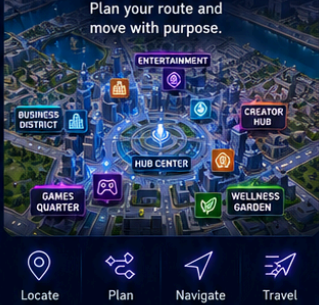 Plan your route and
move with purpose.
ENTERTAINMENT
BUSINESS
DISTRICT
CREATOR
HUB
HUB CENTER
GAMES
QUARTER
WELLNESS
GARDEN
Locate
Plan
Navigate
Travel